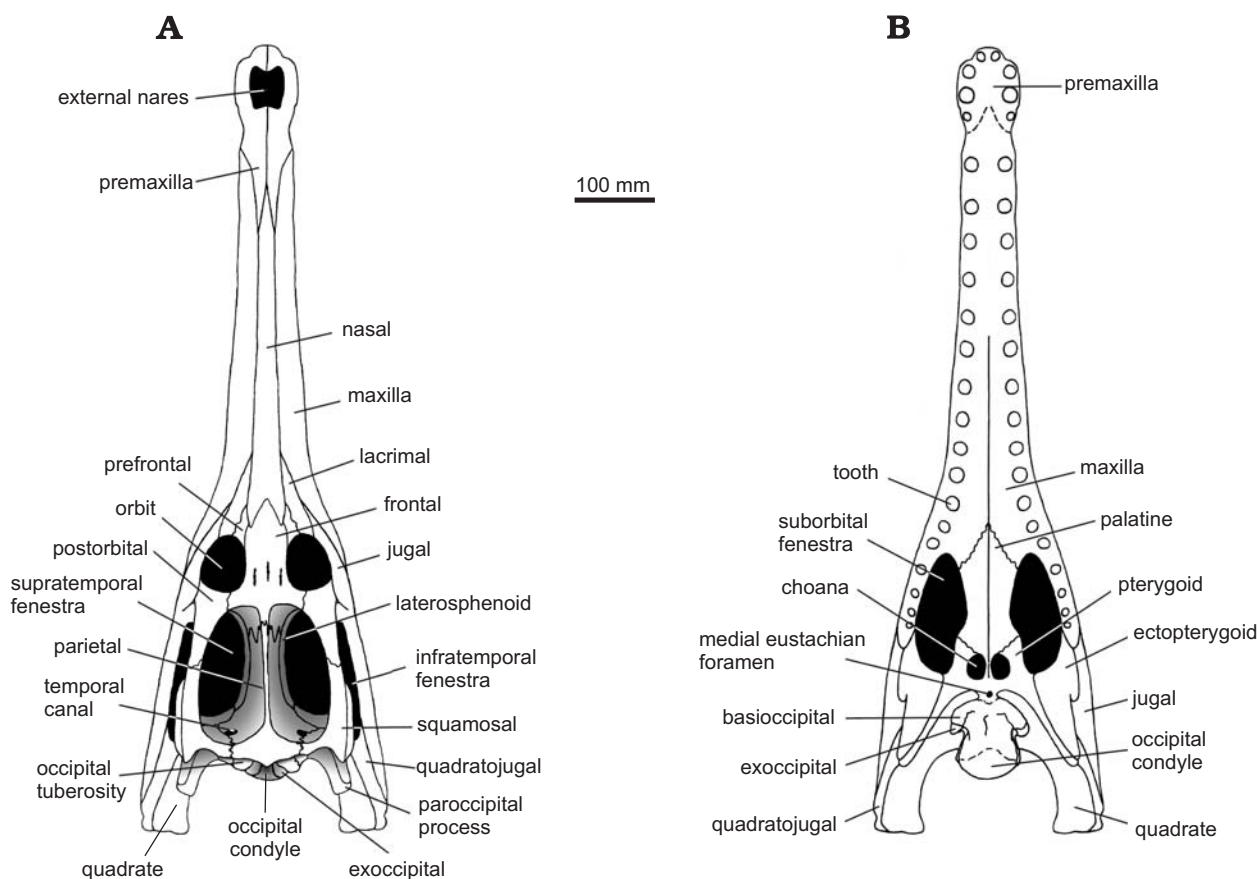 A
external nares
premaxilla
nasal
maxilla
lacrimal
prefrontal
frontal
orbit
jugal
postorbital
supratemporal
fenestra
laterosphenoid
parietal
infratemporal
fenestra
temporal
canal
squamosal
occipital
tuberosity
quadratojugal
paroccipital
process
occipital
condyle
quadrate
exoccipital
100 mm
B
premaxilla
tooth
maxilla
suborbital
fenestra
palatine
choana
pterygoid
medial eustachian
foramen
ectopterygoid
basioccipital
jugal
exoccipital
occipital
condyle
quadratojugal
quadrate